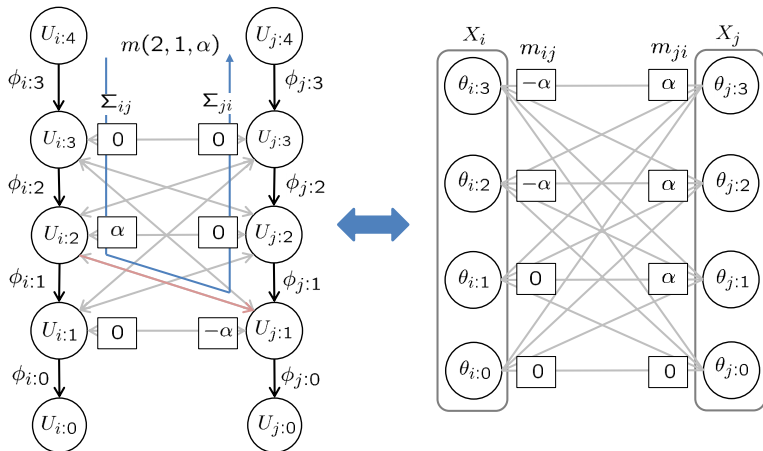 U_{i:4} m(2,1,α) U_{j:4}
X_i m_{ij} m_{ji} X_j
ϕ_{i:3} Σ_{ij} Σ_{ji} ϕ_{j:3}
θ_{i:3} −α α θ_{j:3}
U_{i:3} 0 0 U_{j:3}
ϕ_{i:2} ϕ_{j:2}
θ_{i:2} −α α θ_{j:2}
U_{i:2} α 0 U_{j:2}
ϕ_{i:1} ϕ_{j:1}
θ_{i:1} 0 α θ_{j:1}
U_{i:1} 0 −α U_{j:1}
ϕ_{i:0} ϕ_{j:0}
θ_{i:0} 0 0 θ_{j:0}
U_{i:0} U_{j:0}